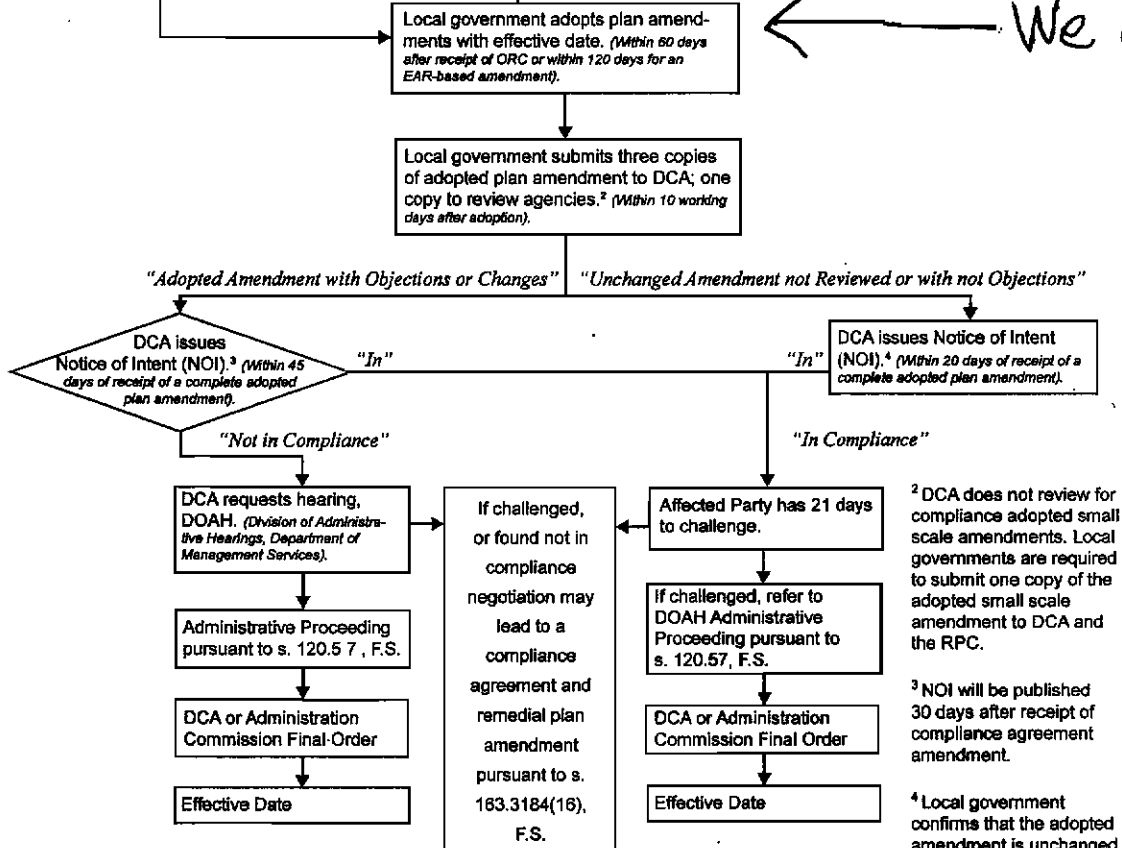 Local government adopts plan amend-
ments with effective date. (Within 60 days
after receipt of ORC or within 120 days for an
EAR-based amendment).
We
Local government submits three copies
of adopted plan amendment to DCA; one
copy to review agencies.² (Within 10 working
days after adoption).
"Adopted Amendment with Objections or Changes"
"Unchanged Amendment not Reviewed or with not Objections"
DCA issues
Notice of Intent (NOI).³ (Within 45
days of receipt of a complete adopted
plan amendment).
"In"
"In"
DCA issues Notice of Intent
(NOI).⁴ (Within 20 days of receipt of a
complete adopted plan amendment).
"Not in Compliance"
"In Compliance"
DCA requests hearing,
DOAH. (Division of Administra-
tive Hearings, Department of
Management Services).
Administrative Proceeding
pursuant to s. 120.5 7 , F.S.
DCA or Administration
Commission Final Order
Effective Date
If challenged,
or found not in
compliance
negotiation may
lead to a
compliance
agreement and
remedial plan
amendment
pursuant to s.
163.3184(16),
F.S.
Affected Party has 21 days
to challenge.
If challenged, refer to
DOAH Administrative
Proceeding pursuant to
s. 120.57, F.S.
DCA or Administration
Commission Final Order
Effective Date
² DCA does not review for
compliance adopted small
scale amendments. Local
governments are required
to submit one copy of the
adopted small scale
amendment to DCA and
the RPC.
³ NOI will be published
30 days after receipt of
compliance agreement
amendment.
⁴ Local government
confirms that the adopted
amendment is unchanged